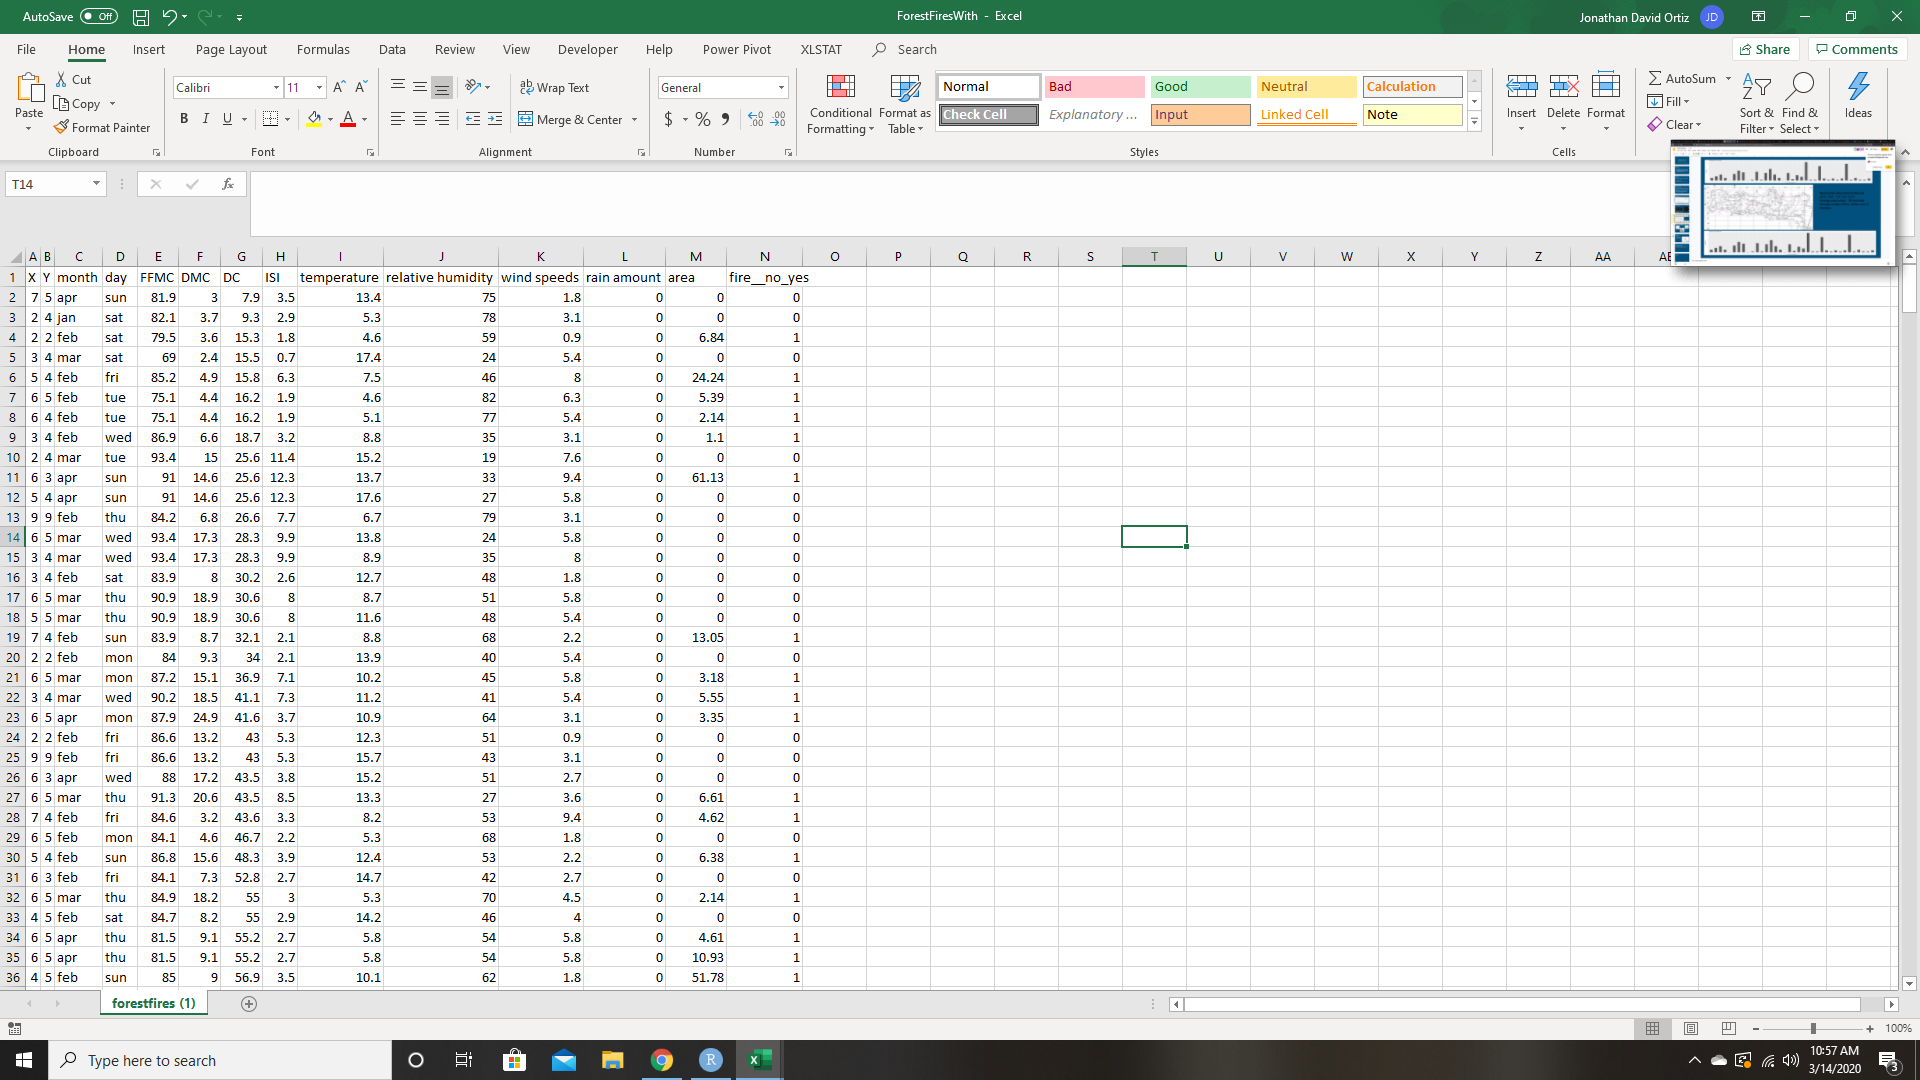 AutoSave Off ForestFiresWith - Excel Jonathan David Ortiz JD
File Home Insert Page Layout Formulas Data Review View Developer Help Power Pivot XLSTAT Search Share Comments
Paste Cut Copy Format Painter
Calibri 11 B I U A
Wrap Text Merge & Center
General $ % 9
Conditional Formatting Format as Table
Normal Bad Good Neutral Calculation
Check Cell Explanatory ... Input Linked Cell Note
Insert Delete Format
AutoSum Fill Clear Sort & Filter Find & Select Ideas
Clipboard Font Alignment Number Styles Cells
T14 fx
A B C D E F G H I J K L M N O P Q R S T U V W X Y Z AA
1 X Y month day FFMC DMC DC ISI temperature relative humidity wind speeds rain amount area fire__no_yes
2 7 5 apr sun 81.9 3 7.9 3.5 13.4 75 1.8 0 0 0
3 2 4 jan sat 82.1 3.7 9.3 2.9 5.3 78 3.1 0 0 0
4 2 2 feb sat 79.5 3.6 15.3 1.8 4.6 59 0.9 0 6.84 1
5 3 4 mar sat 69 2.4 15.5 0.7 17.4 24 5.4 0 0 0
6 5 4 feb fri 85.2 4.9 15.8 6.3 7.5 46 8 0 24.24 1
7 6 5 feb tue 75.1 4.4 16.2 1.9 4.6 82 6.3 0 5.39 1
8 6 4 feb tue 75.1 4.4 16.2 1.9 5.1 77 5.4 0 2.14 1
9 3 4 feb wed 86.9 6.6 18.7 3.2 8.8 35 3.1 0 1.1 1
10 2 4 mar tue 93.4 15 25.6 11.4 15.2 19 7.6 0 0 0
11 6 3 apr sun 91 14.6 25.6 12.3 13.7 33 9.4 0 61.13 1
12 5 4 apr sun 91 14.6 25.6 12.3 17.6 27 5.8 0 0 0
13 9 9 feb thu 84.2 6.8 26.6 7.7 6.7 79 3.1 0 0 0
14 6 5 mar wed 93.4 17.3 28.3 9.9 13.8 24 5.8 0 0 0
15 3 4 mar wed 93.4 17.3 28.3 9.9 8.9 35 8 0 0 0
16 3 4 feb sat 83.9 8 30.2 2.6 12.7 48 1.8 0 0 0
17 6 5 mar thu 90.9 18.9 30.6 8 8.7 51 5.8 0 0 0
18 5 5 mar thu 90.9 18.9 30.6 8 11.6 48 5.4 0 0 0
19 7 4 feb sun 83.9 8.7 32.1 2.1 8.8 68 2.2 0 13.05 1
20 2 2 feb mon 84 9.3 34 2.1 13.9 40 5.4 0 0 0
21 6 5 mar mon 87.2 15.1 36.9 7.1 10.2 45 5.8 0 3.18 1
22 3 4 mar wed 90.2 18.5 41.1 7.3 11.2 41 5.4 0 5.55 1
23 6 5 apr mon 87.9 24.9 41.6 3.7 10.9 64 3.1 0 3.35 1
24 2 2 feb fri 86.6 13.2 43 5.3 12.3 51 0.9 0 0 0
25 9 9 feb fri 86.6 13.2 43 5.3 15.7 43 3.1 0 0 0
26 6 3 apr wed 88 17.2 43.5 3.8 15.2 51 2.7 0 0 0
27 6 5 mar thu 91.3 20.6 43.5 8.5 13.3 27 3.6 0 6.61 1
28 7 4 feb fri 84.6 3.2 43.6 3.3 8.2 53 9.4 0 4.62 1
29 6 5 feb mon 84.1 4.6 46.7 2.2 5.3 68 1.8 0 0 0
30 5 4 feb sun 86.8 15.6 48.3 3.9 12.4 53 2.2 0 6.38 1
31 6 3 feb fri 84.1 7.3 52.8 2.7 14.7 42 2.7 0 0 0
32 6 5 mar thu 84.9 18.2 55 3 5.3 70 4.5 0 2.14 1
33 4 5 feb sat 84.7 8.2 55 2.9 14.2 46 4 0 0 0
34 6 5 apr thu 81.5 9.1 55.2 2.7 5.8 54 5.8 0 4.61 1
35 6 5 apr thu 81.5 9.1 55.2 2.7 5.8 54 5.8 0 10.93 1
36 4 5 feb sun 85 9 56.9 3.5 10.1 62 1.8 0 51.78 1
forestfires (1)
100%
Type here to search R 10:57 AM
3/14/2020 3